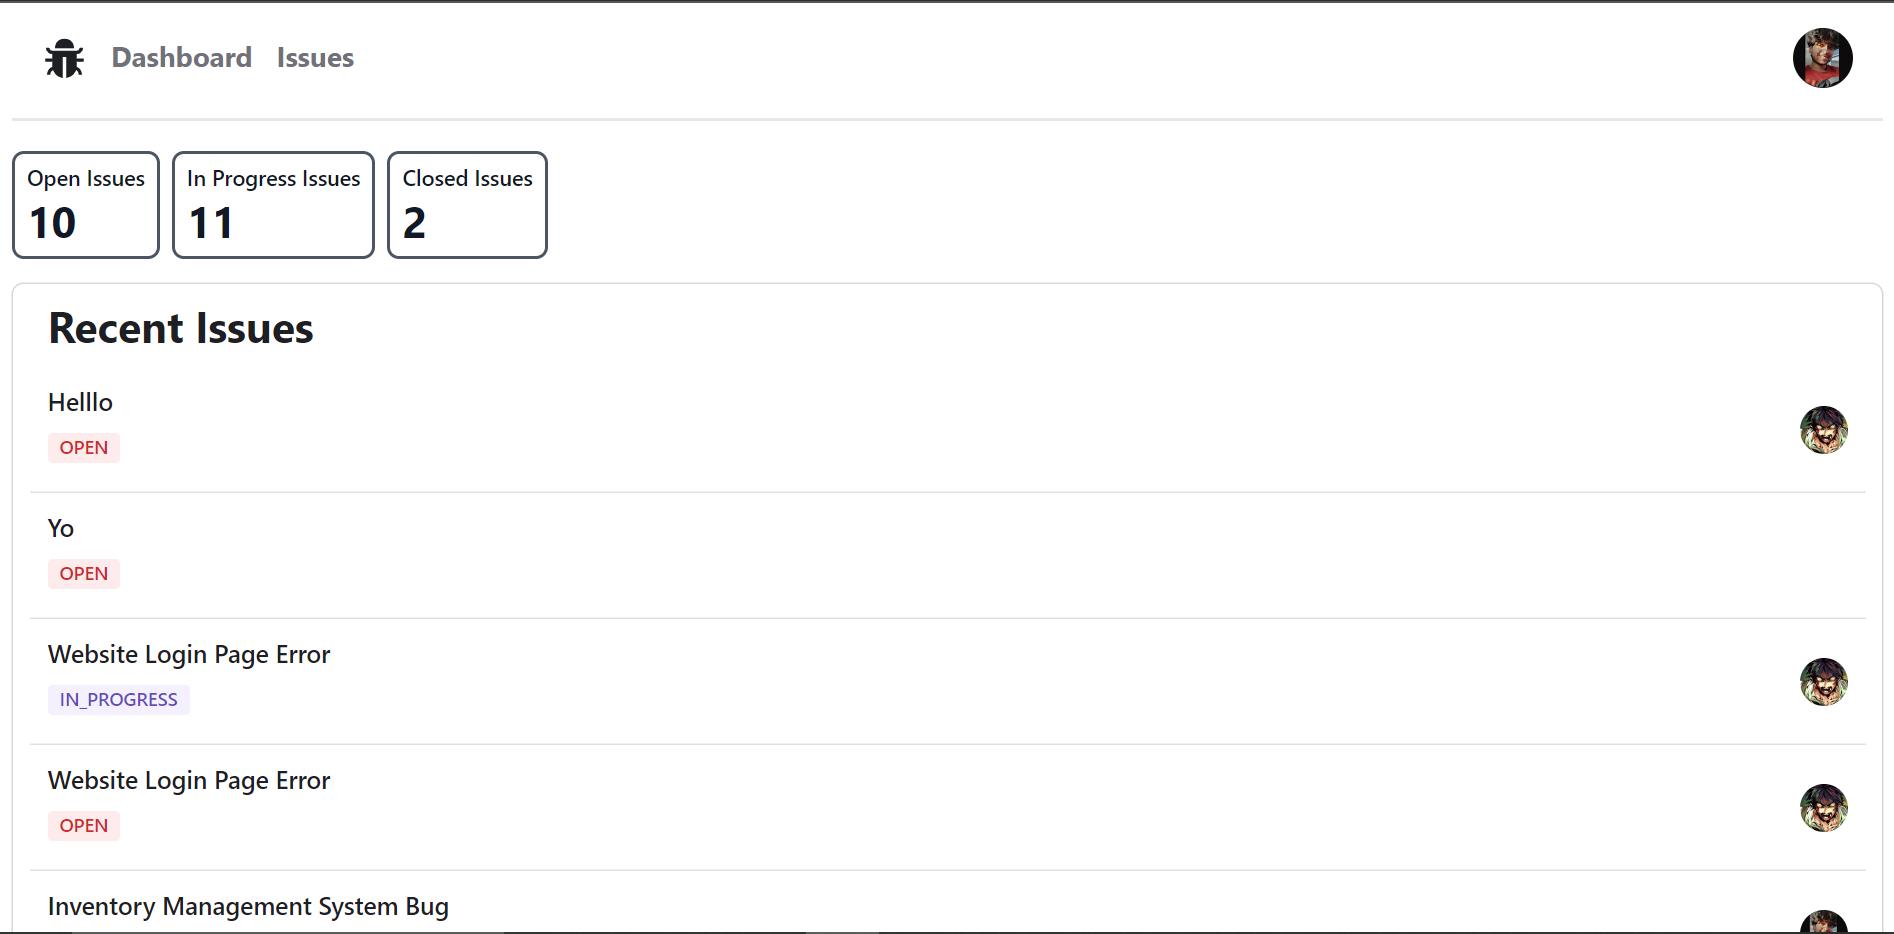 Dashboard Issues
Open Issues In Progress Issues Closed Issues
10 11 2
Recent Issues
Helllo
OPEN
Yo
OPEN
Website Login Page Error
IN_PROGRESS
Website Login Page Error
OPEN
Inventory Management System Bug